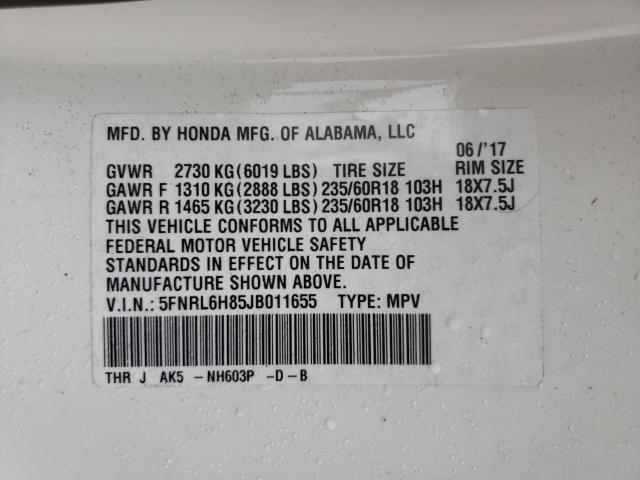 MFD. BY HONDA MFG. OF ALABAMA, LLC
06 /'17
GVWR 2730 KG(6019 LBS) TIRE SIZE RIM SIZE
GAWR F 1310 KG (2888 LBS) 235/60R18 103H 18X7.5J
GAWR R 1465 KG (3230 LBS) 235/60R18 103H 18X7.5J
THIS VEHICLE CONFORMS TO ALL APPLICABLE
FEDERAL MOTOR VEHICLE SAFETY
STANDARDS IN EFFECT ON THE DATE OF
MANUFACTURE SHOWN ABOVE.
V.I.N.: 5FNRL6H85JB011655 TYPE: MPV
THR J AK5 -NH603P -D-B